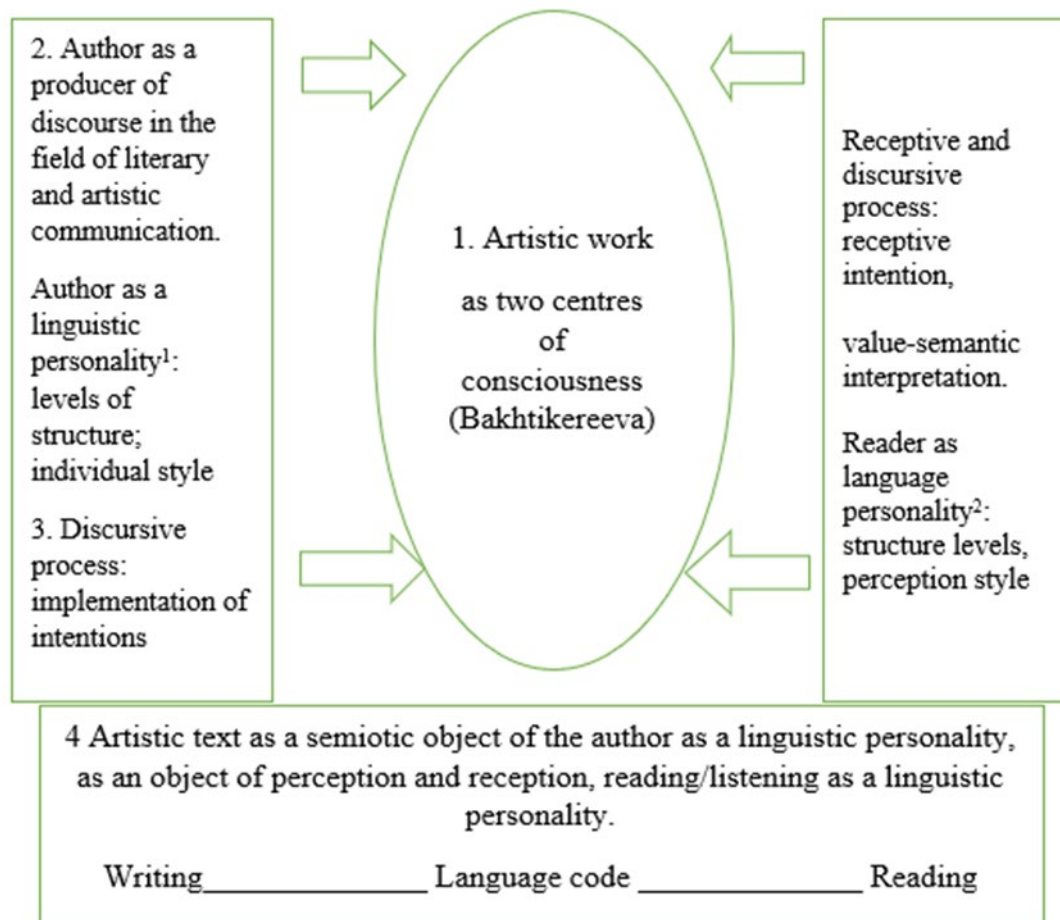 2. Author as a
producer of
discourse in the
field of literary
and artistic
communication.
Author as a
linguistic
personality¹:
levels of
structure;
individual style
3. Discursive
process:
implementation of
intentions
1. Artistic work
as two centres
of
consciousness
(Bakhtikereeva)
Receptive and
discursive
process:
receptive
intention,
value-semantic
interpretation.
Reader as
language
personality²:
structure levels,
perception style
4 Artistic text as a semiotic object of the author as a linguistic personality,
as an object of perception and reception, reading/listening as a linguistic
personality.
Writing______________ Language code ______________ Reading